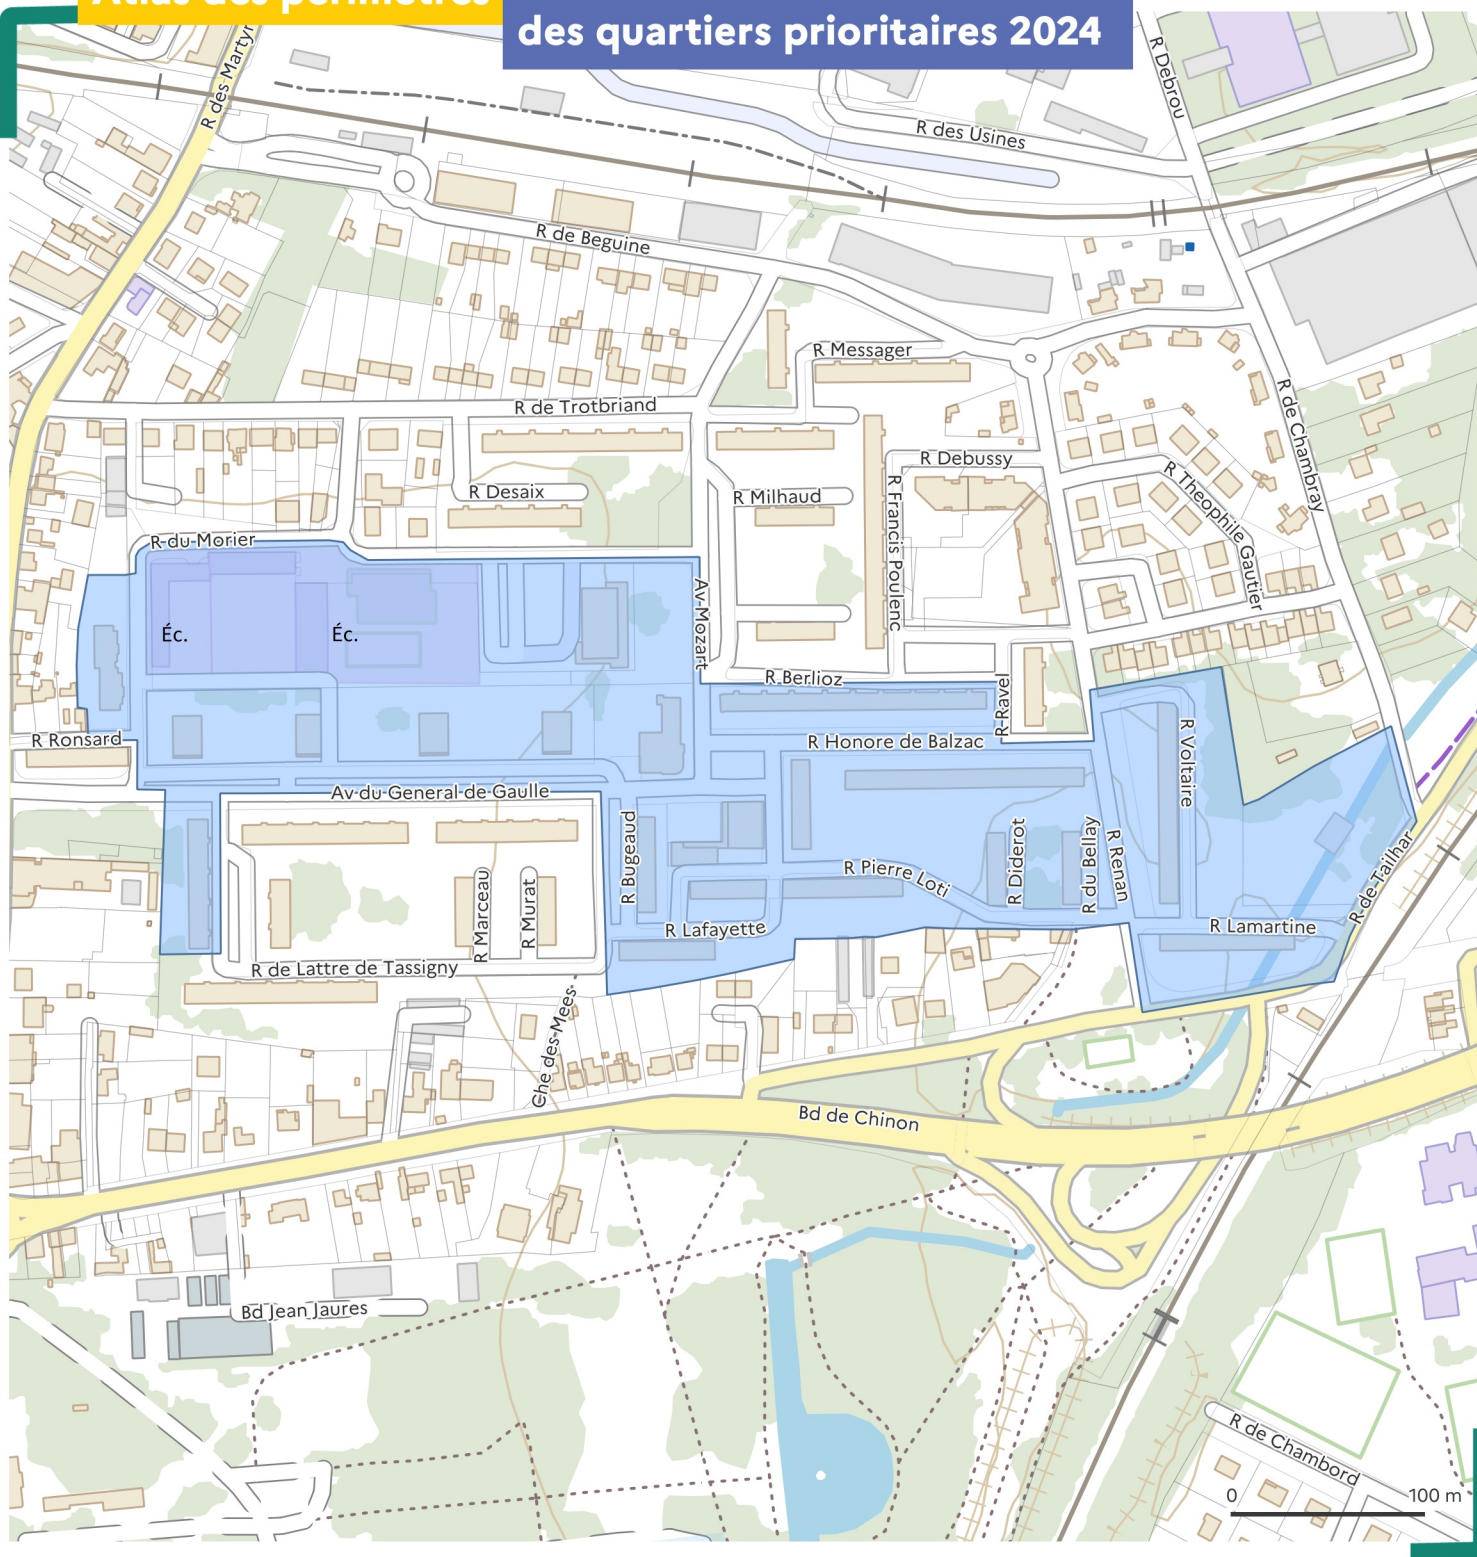 Atlas des périmètres
des quartiers prioritaires 2024
R des Martyr
R Debrou
R des Usines
R de Beguine
R Messager
R de Trotbriand
R de Chambray
R Debussy
R Desaix
R Milhaud
R Francis Poulenc
R Theophile Gautier
R du Morier
Av Mozart
Éc.
Éc.
R Berlioz
R Ravel
R Ronsard
R Honore de Balzac
R Voltaire
Av du General de Gaulle
R Bugeaud
R Diderot
R du Bellay
R Renan
R Pierre Loti
R de Tailhar
R Marceau
R Murat
R Lafayette
R Lamartine
R de Lattre de Tassigny
Che des Mees
Bd de Chinon
Bd Jean Jaures
R de Chambord
0 100 m